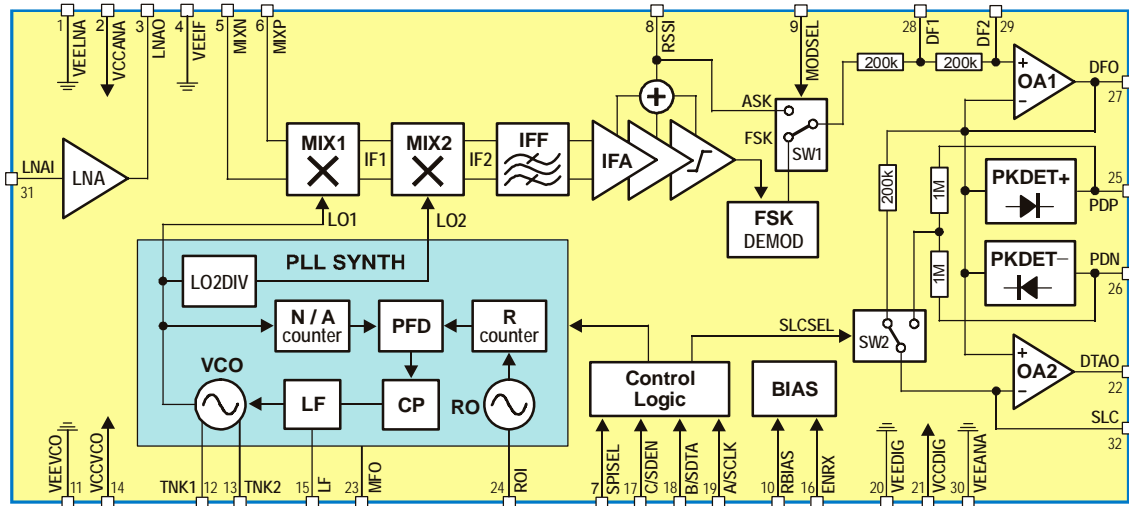 1 2 3 4 5 6 8 9 28 29
VEELNA VCCANA LNAO VEEIF MIXN MIXP RSSI MODSEL DF1 DF2
200k 200k
+
OA1
−
DFO
27
ASK
FSK
SW1
LNAI
31
LNA
MIX1
IF1
MIX2
IF2
IFF
IFA
+
FSK
DEMOD
200k
1M
1M
PKDET+
25
PDP
PKDET−
PDN
26
LO1
LO2
PLL SYNTH
LO2DIV
N / A
counter
PFD
R
counter
VCO
LF
CP
RO
SLCSEL
SW2
Control
Logic
BIAS
+
OA2
−
DTAO
22
SLC
32
VEEVCO VCCVCO SPISEL C/SDEN B/SDTA A/SCLK RBIAS ENRX VEEDIG VCCDIG VEEANA
11 14 TNK1 12 13 TNK2 15 LF 23 MFO 24 ROI 7 17 18 19 10 16 20 21 30